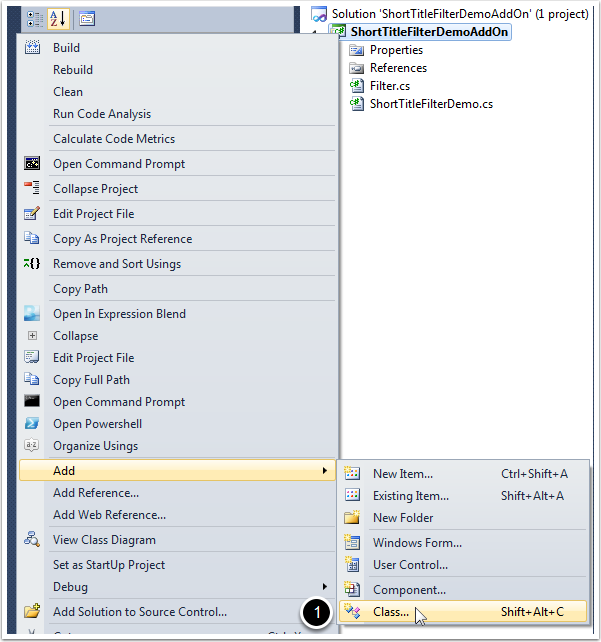 Solution 'ShortTitleFilterDemoAddOn' (1 project)
ShortTitleFilterDemoAddOn
Properties
References
Filter.cs
ShortTitleFilterDemo.cs
Build
Rebuild
Clean
Run Code Analysis
Calculate Code Metrics
Open Command Prompt
Collapse Project
Edit Project File
Copy As Project Reference
Remove and Sort Usings
Copy Path
Open In Expression Blend
Collapse
Edit Project File
Copy Full Path
Open Command Prompt
Open Powershell
Organize Usings
Add
Add Reference...
Add Web Reference...
View Class Diagram
Set as StartUp Project
Debug
Add Solution to Source Control...
New Item... Ctrl+Shift+A
Existing Item... Shift+Alt+A
New Folder
Windows Form...
User Control...
Component...
1
Class... Shift+Alt+C